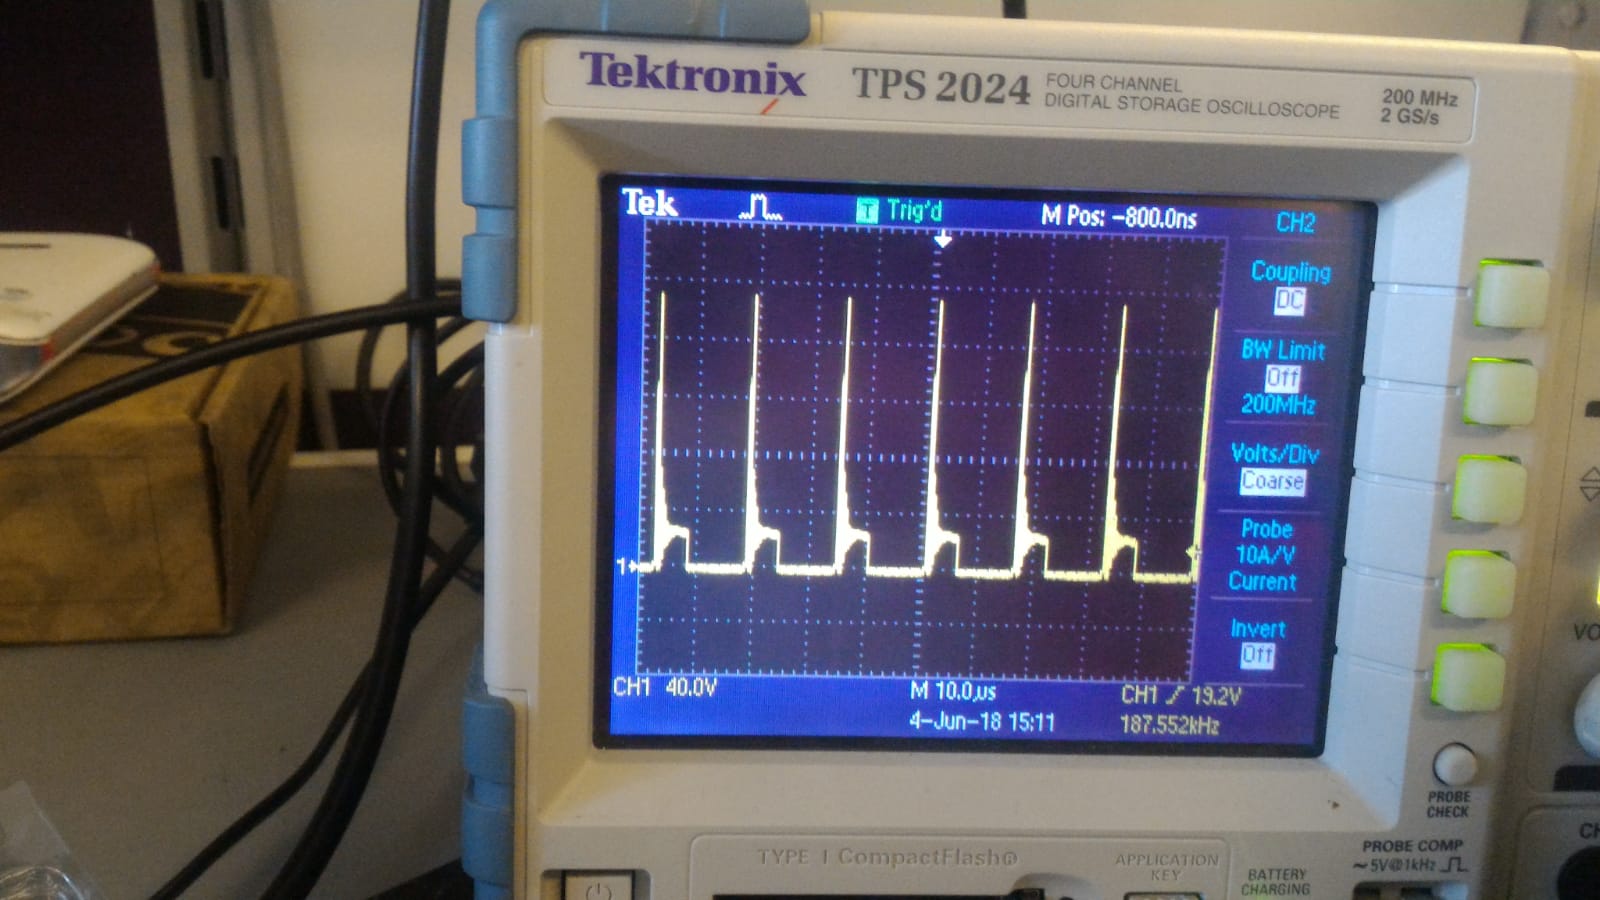 Tektronix TPS 2024 FOUR CHANNEL
DIGITAL STORAGE OSCILLOSCOPE
200 MHz
2 GS/s
Tek T Trig'd M Pos: -800.0ns CH2
Coupling
DC
BW Limit
Off
200MHz
Volts/Div
Coarse
Probe
10A/V
Current
Invert
Off
1
CH1 40.0V M 10.0µs CH1 19.2V
4-Jun-18 15:11 187.552kHz
PROBE
CHECK
TYPE I CompactFlash®
APPLICATION
KEY
BATTERY
CHARGING
PROBE COMP
~5V@1kHz